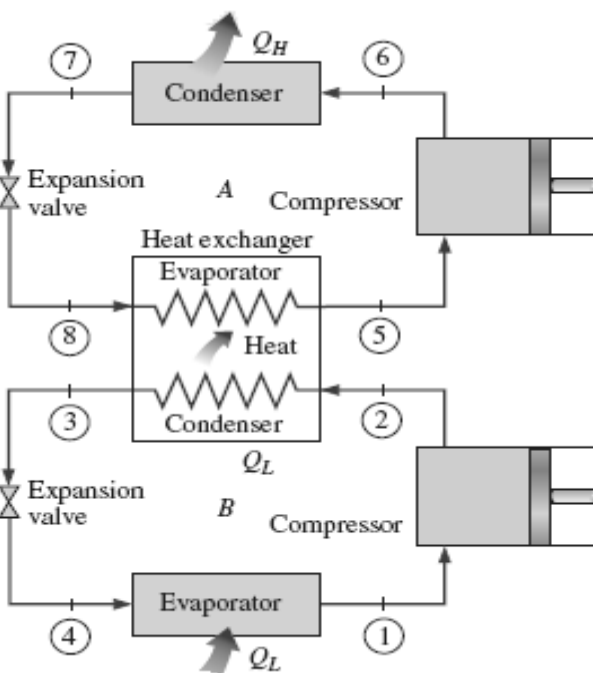 Q_H
7
6
Condenser
Expansion
valve
A
Compressor
Heat exchanger
Evaporator
8
5
Heat
3
2
Condenser
Q_L
Expansion
valve
B
Compressor
Evaporator
4
1
Q_L